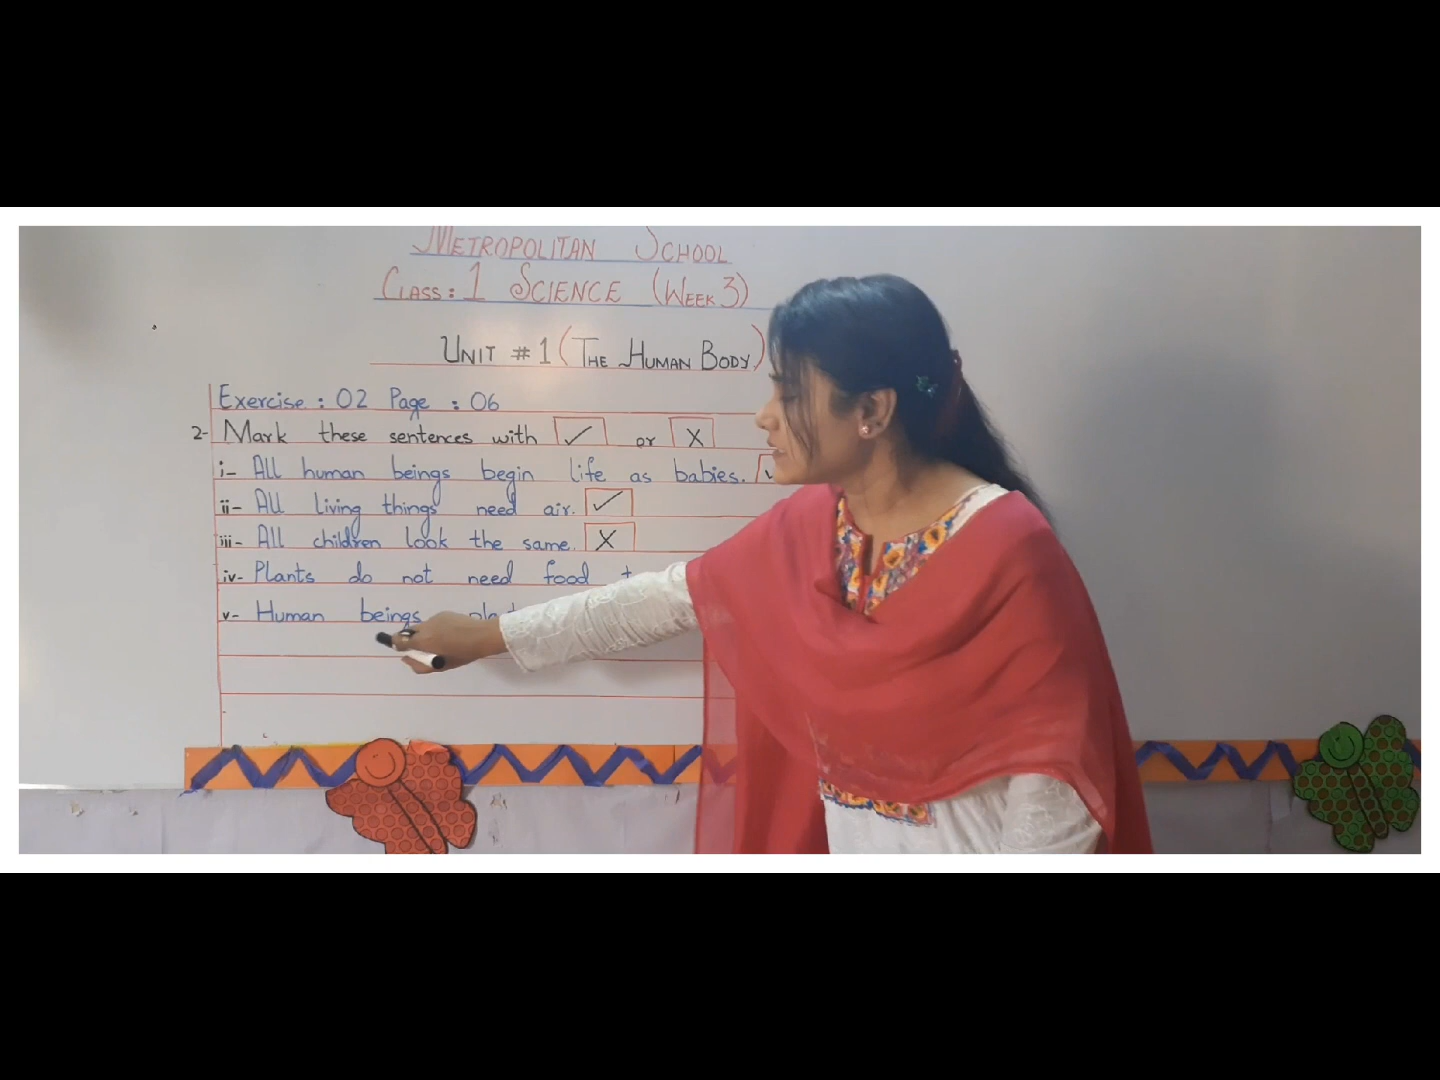 METROPOLITAN SCHOOL
CLASS: 1 SCIENCE (WEEK 3)
UNIT # 1 (THE HUMAN BODY)
Exercise : 02 Page : 06
2- Mark these sentences with ✓ or X
i- All human beings begin life as babies. ✓
ii- All living things need air. ✓
iii- All children look the same. X
iv- Plants do not need food
v- Human beings